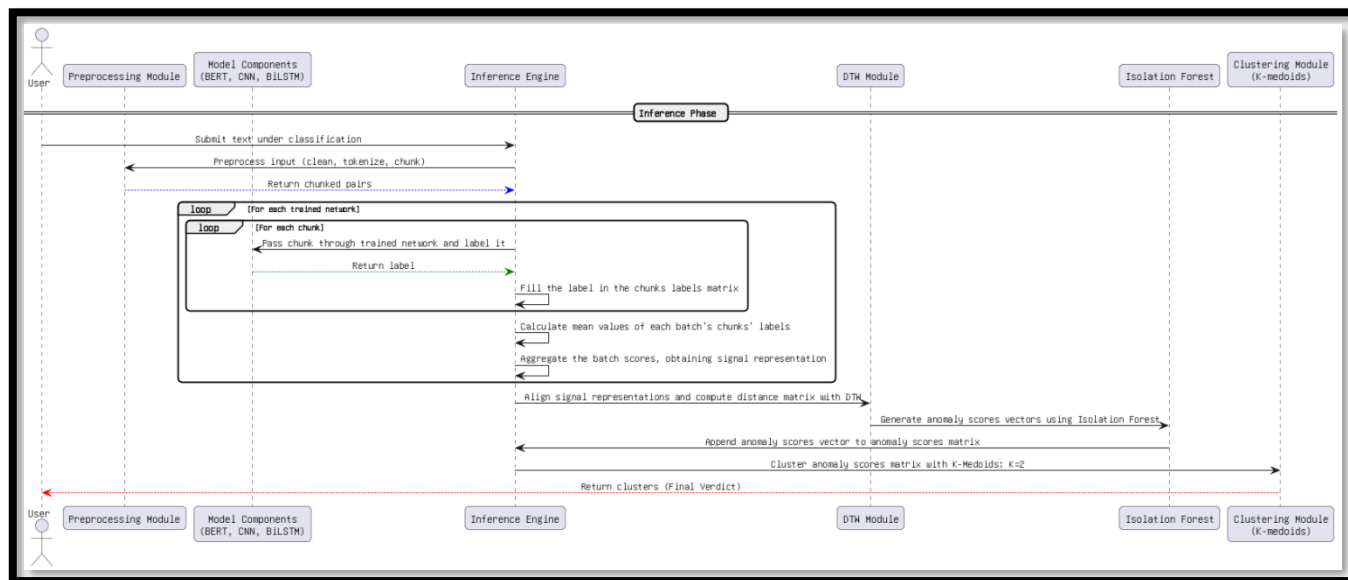 User
Preprocessing Module
Model Components
(BERT, CNN, BiLSTM)
Inference Engine
DTW Module
Isolation Forest
Clustering Module
(K-medoids)
Inference Phase
Submit text under classification
Preprocess input (clean, tokenize, chunk)
Return chunked pairs
loop [For each trained network]
loop [For each chunk]
Pass chunk through trained network and label it
Return label
Fill the label in the chunks labels matrix
Calculate mean values of each batch's chunks' labels
Aggregate the batch scores, obtaining signal representation
Align signal representations and compute distance matrix with DTW
Generate anomaly scores vectors using Isolation Forest
Append anomaly scores vector to anomaly scores matrix
Cluster anomaly scores matrix with K-Medoids; K=2
Return clusters (Final Verdict)
User
Preprocessing Module
Model Components
(BERT, CNN, BiLSTM)
Inference Engine
DTW Module
Isolation Forest
Clustering Module
(K-medoids)